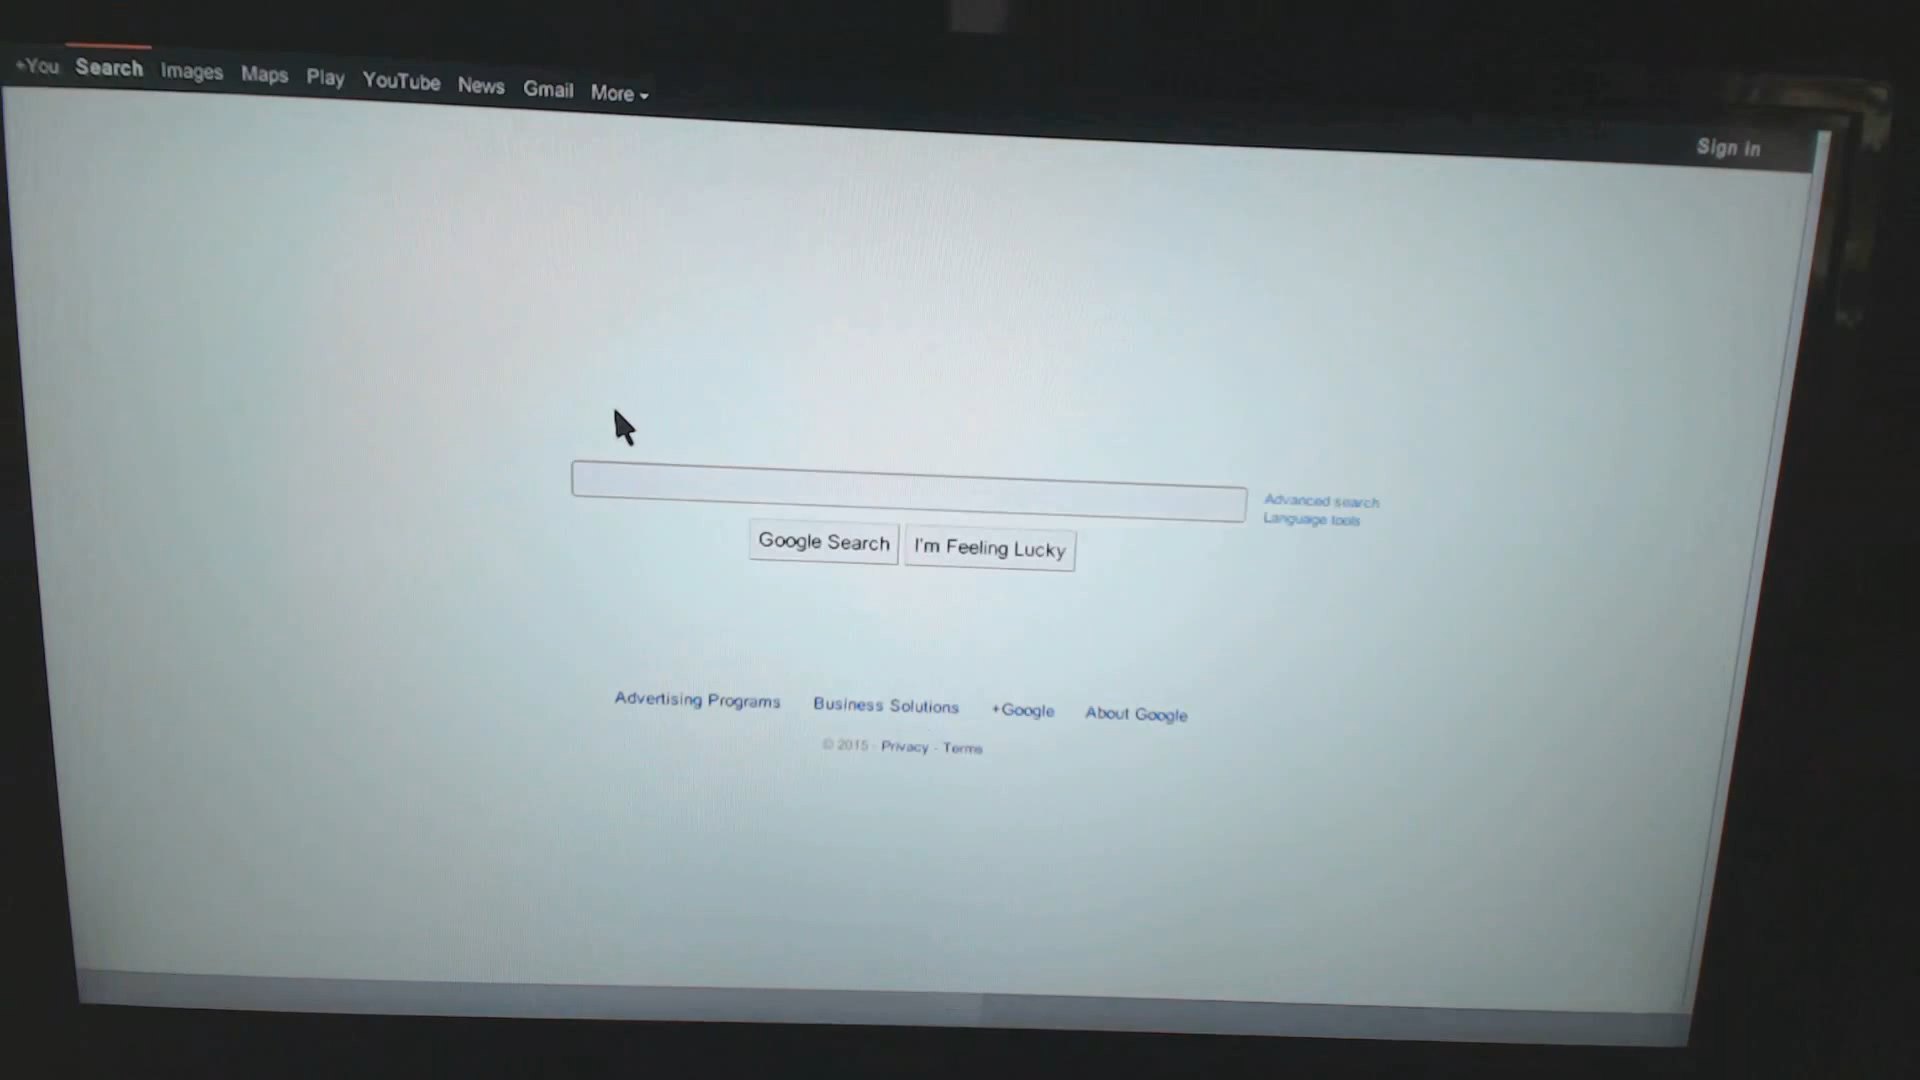 +You Search Images Maps Play YouTube News Gmail More
Sign in
Advanced search
Language tools
Google Search I'm Feeling Lucky
Advertising Programs Business Solutions +Google About Google
© 2015 - Privacy - Terms